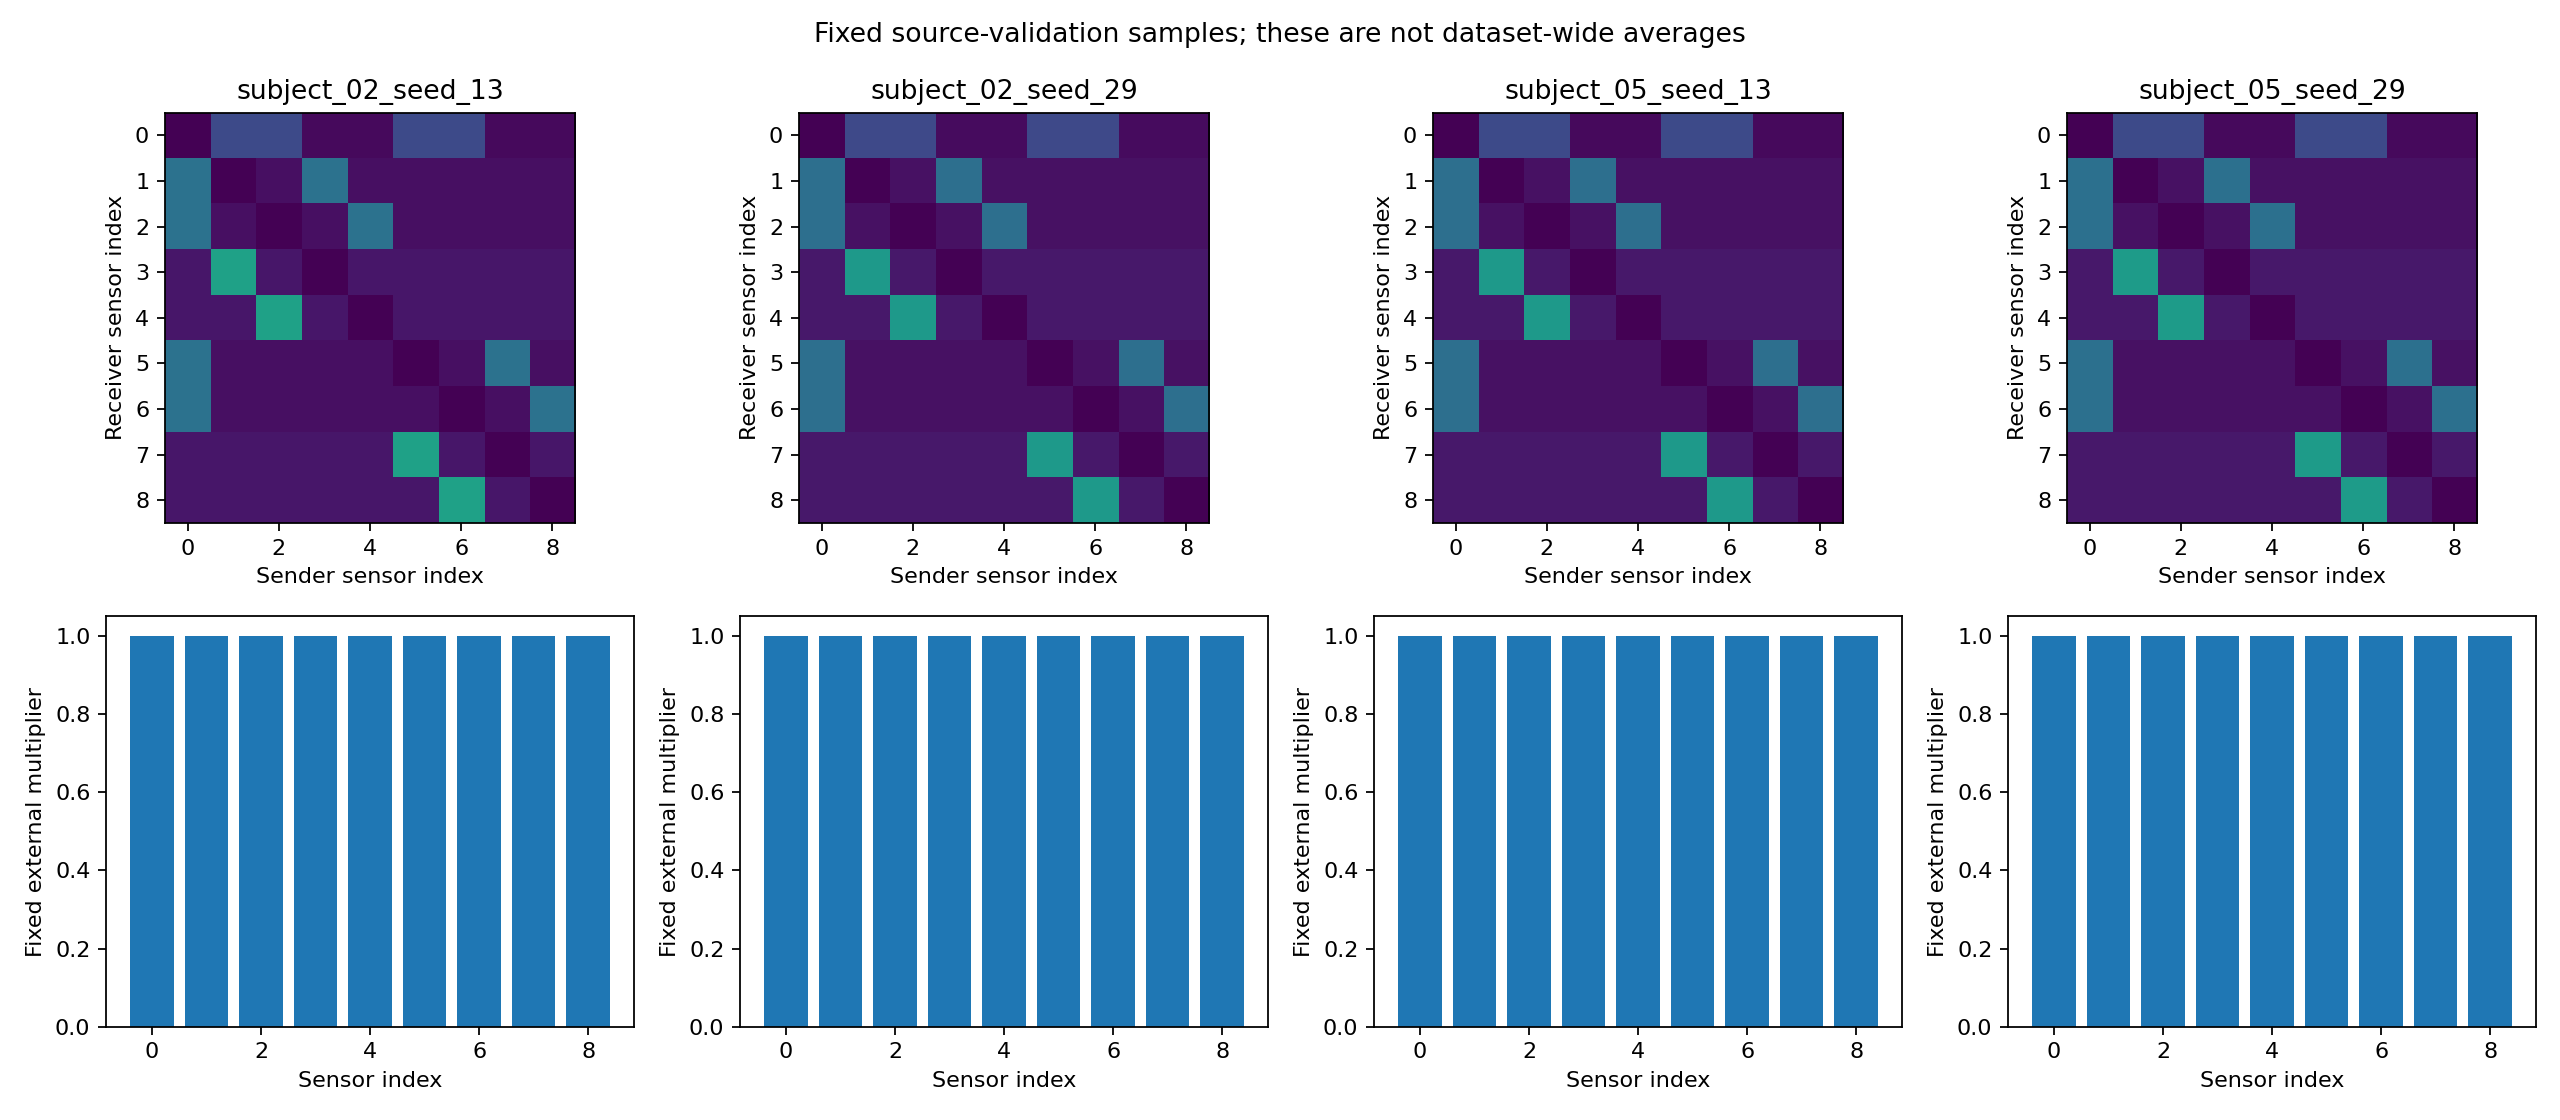 Fixed source-validation samples; these are not dataset-wide averages
subject_02_seed_13
subject_02_seed_29
subject_05_seed_13
subject_05_seed_29
Receiver sensor index
0
1
2
3
4
5
6
7
8
0 2 4 6 8
Sender sensor index
Receiver sensor index
0
1
2
3
4
5
6
7
8
0 2 4 6 8
Sender sensor index
Receiver sensor index
0
1
2
3
4
5
6
7
8
0 2 4 6 8
Sender sensor index
Receiver sensor index
0
1
2
3
4
5
6
7
8
0 2 4 6 8
Sender sensor index
Fixed external multiplier
1.0
0.8
0.6
0.4
0.2
0.0
0 2 4 6 8
Sensor index
Fixed external multiplier
1.0
0.8
0.6
0.4
0.2
0.0
0 2 4 6 8
Sensor index
Fixed external multiplier
1.0
0.8
0.6
0.4
0.2
0.0
0 2 4 6 8
Sensor index
Fixed external multiplier
1.0
0.8
0.6
0.4
0.2
0.0
0 2 4 6 8
Sensor index